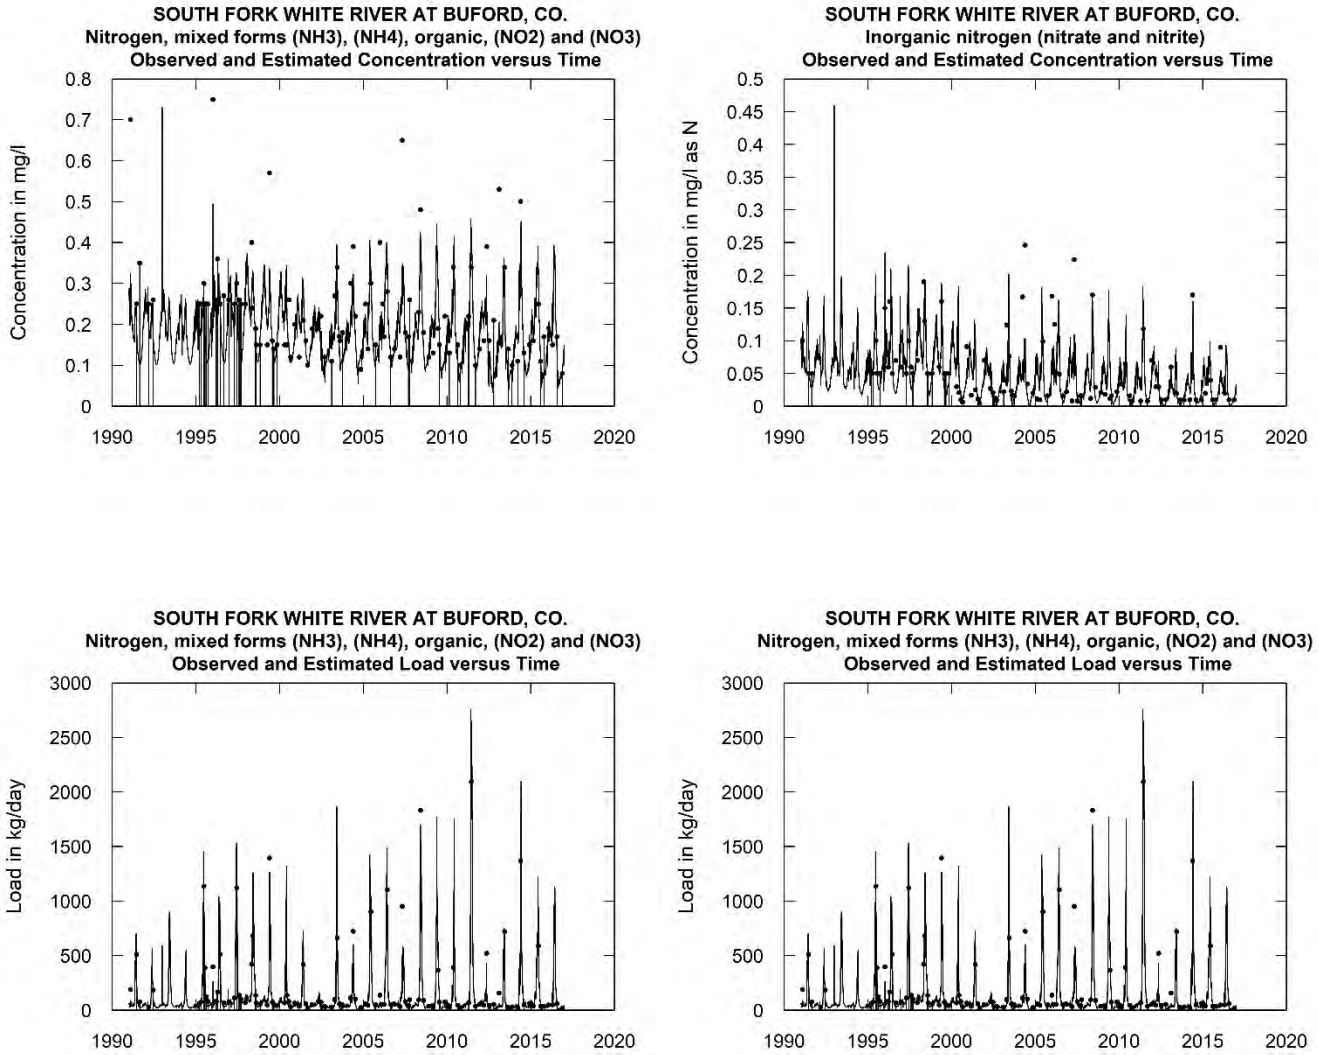 SOUTH FORK WHITE RIVER AT BUFORD, CO.
Nitrogen, mixed forms (NH3), (NH4), organic, (NO2) and (NO3)
Observed and Estimated Concentration versus Time
0.8
0.7
0.6
0.5
0.4
0.3
0.2
0.1
0
Concentration in mg/l
1990 1995 2000 2005 2010 2015 2020
SOUTH FORK WHITE RIVER AT BUFORD, CO.
Inorganic nitrogen (nitrate and nitrite)
Observed and Estimated Concentration versus Time
0.5
0.45
0.4
0.35
0.3
0.25
0.2
0.15
0.1
0.05
0
Concentration in mg/l as N
1990 1995 2000 2005 2010 2015 2020
SOUTH FORK WHITE RIVER AT BUFORD, CO.
Nitrogen, mixed forms (NH3), (NH4), organic, (NO2) and (NO3)
Observed and Estimated Load versus Time
3000
2500
2000
1500
1000
500
0
Load in kg/day
1990 1995 2000 2005 2010 2015 2020
SOUTH FORK WHITE RIVER AT BUFORD, CO.
Nitrogen, mixed forms (NH3), (NH4), organic, (NO2) and (NO3)
Observed and Estimated Load versus Time
3000
2500
2000
1500
1000
500
0
Load in kg/day
1990 1995 2000 2005 2010 2015 2020